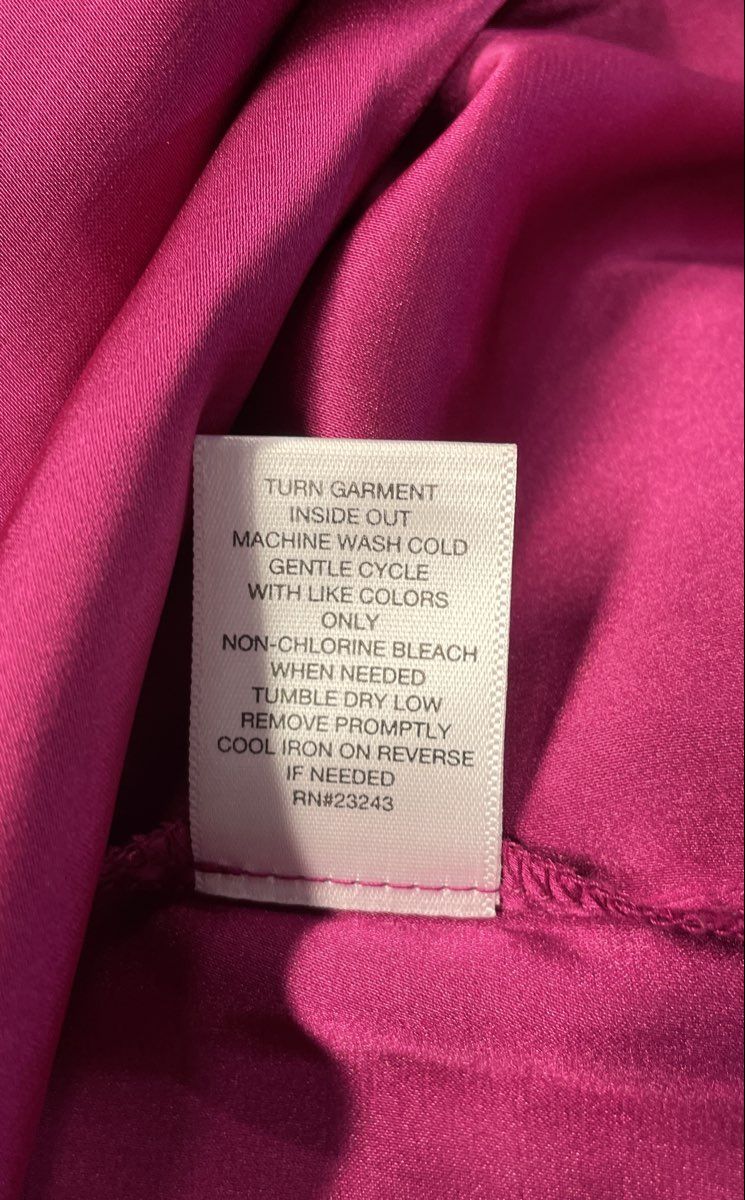 TURN GARMENT
INSIDE OUT
MACHINE WASH COLD
GENTLE CYCLE
WITH LIKE COLORS
ONLY
NON-CHLORINE BLEACH
WHEN NEEDED
TUMBLE DRY LOW
REMOVE PROMPTLY
COOL IRON ON REVERSE
IF NEEDED
RN#23243